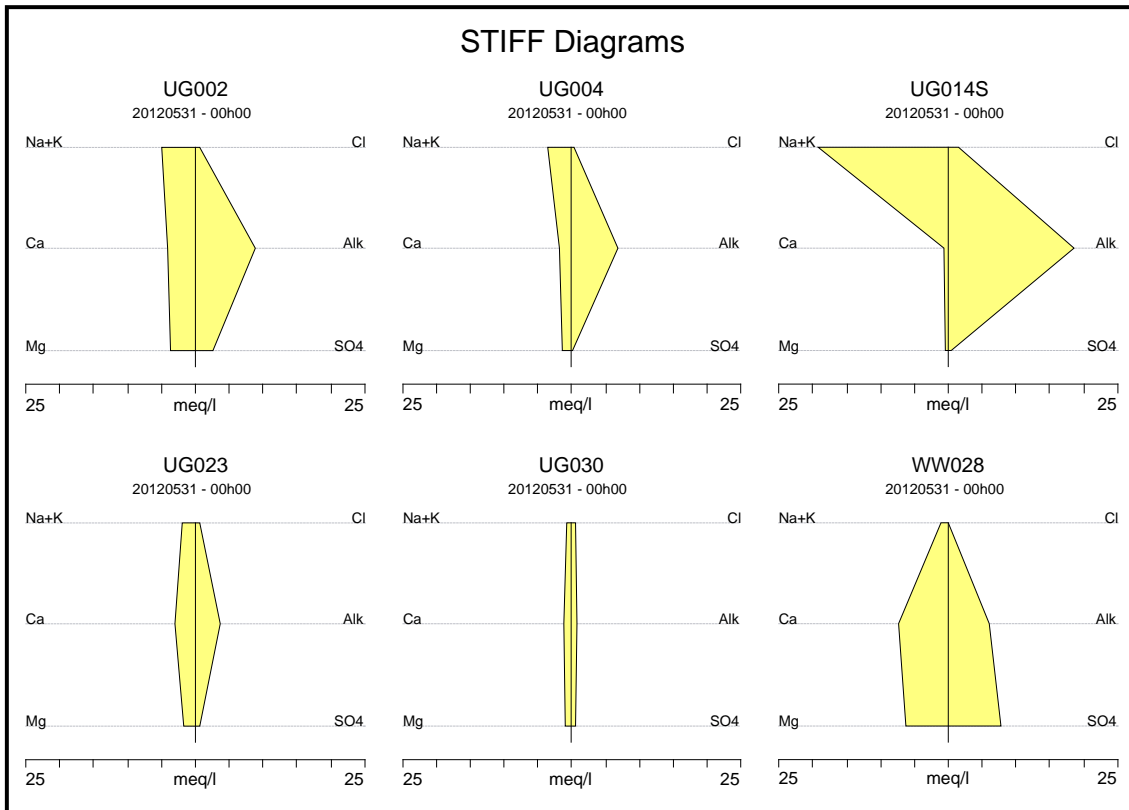 STIFF Diagrams
UG002
20120531 - 00h00
Na+K Cl
Ca Alk
Mg SO4
25 meq/l 25
UG004
20120531 - 00h00
Na+K Cl
Ca Alk
Mg SO4
25 meq/l 25
UG014S
20120531 - 00h00
Na+K Cl
Ca Alk
Mg SO4
25 meq/l 25
UG023
20120531 - 00h00
Na+K Cl
Ca Alk
Mg SO4
25 meq/l 25
UG030
20120531 - 00h00
Na+K Cl
Ca Alk
Mg SO4
25 meq/l 25
WW028
20120531 - 00h00
Na+K Cl
Ca Alk
Mg SO4
25 meq/l 25